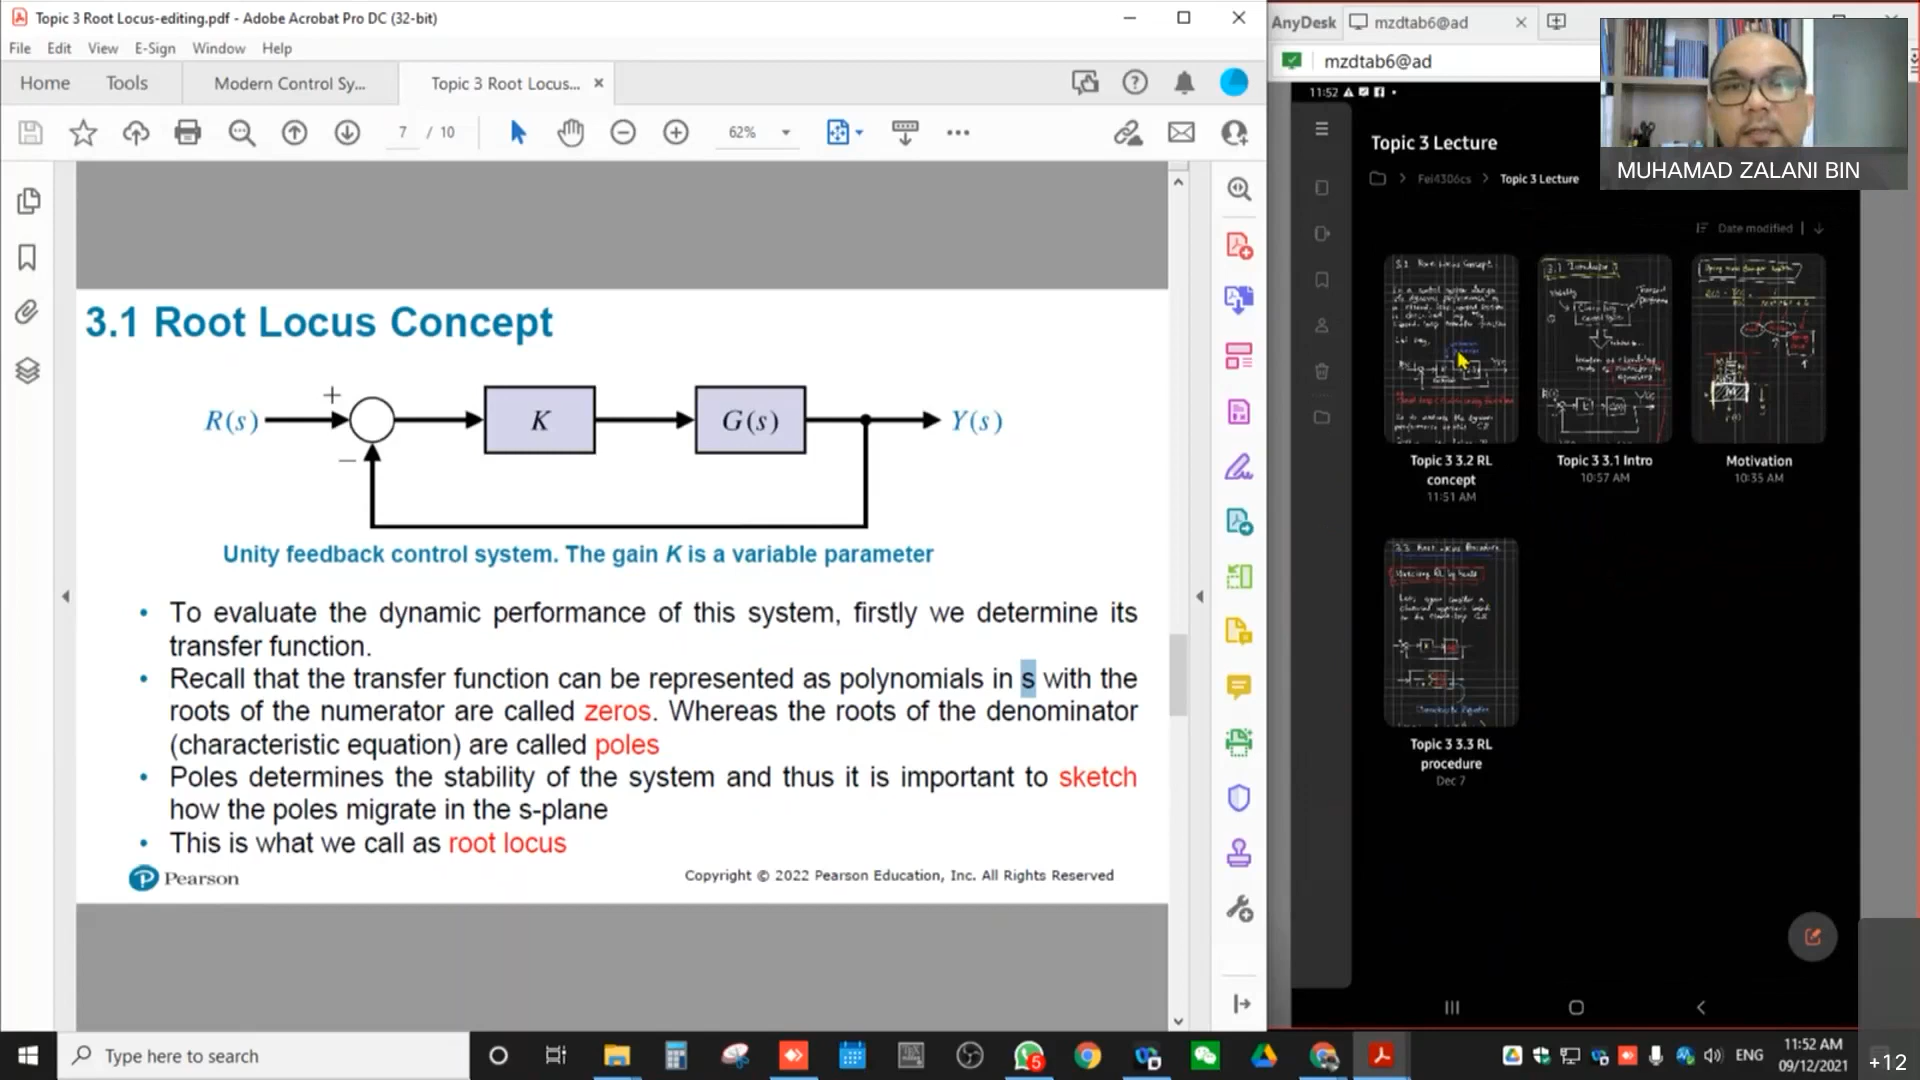 Topic 3 Root Locus-editing.pdf - Adobe Acrobat Pro DC (32-bit)
File Edit View E-Sign Window Help
Home Tools Modern Control Sy... Topic 3 Root Locus...
7 / 10 62%
3.1 Root Locus Concept
R(s) + − K G(s) Y(s)
Unity feedback control system. The gain K is a variable parameter
• To evaluate the dynamic performance of this system, firstly we determine its
transfer function.
• Recall that the transfer function can be represented as polynomials in s with the
roots of the numerator are called zeros. Whereas the roots of the denominator
(characteristic equation) are called poles
• Poles determines the stability of the system and thus it is important to sketch
how the poles migrate in the s-plane
• This is what we call as root locus
Pearson
Copyright © 2022 Pearson Education, Inc. All Rights Reserved
AnyDesk mzdtab6@ad
mzdtab6@ad
11:52
MUHAMAD ZALANI BIN
Topic 3 Lecture
Fei4306cs > Topic 3 Lecture
Date modified
Topic 3 3.2 RL
concept
11:51 AM
Topic 3 3.1 Intro
10:57 AM
Motivation
10:35 AM
Topic 3 3.3 RL
procedure
Dec 7
Type here to search
5
ENG
11:52 AM
09/12/2021
+12